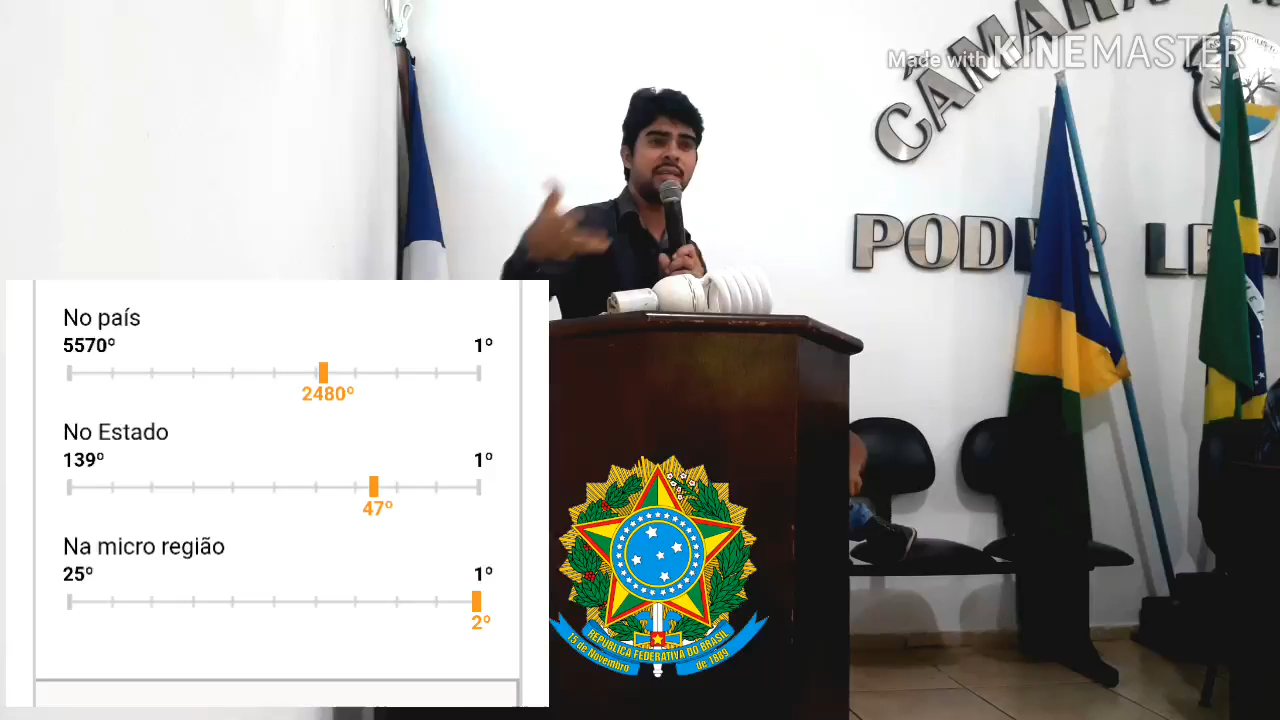 Made with KINEMASTER
CÂMARA
PODER LEG
No país
5570º 1º
2480º
No Estado
139º 1º
47º
Na micro região
25º 1º
2º
REPÚBLICA FEDERATIVA DO BRASIL
15 de Novembro de 1889